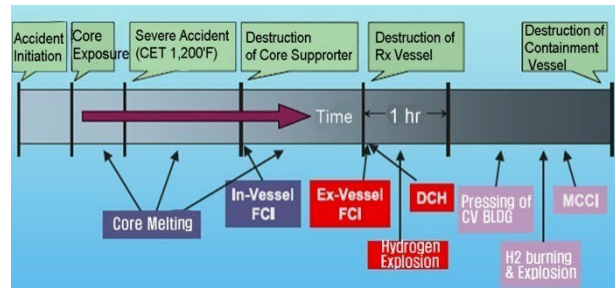 Accident
Initiation
Core
Exposure
Severe Accident
(CET 1,200'F)
Destruction
of Core Supporter
Destruction of
Rx Vessel
Destruction of
Containment
Vessel
Time
1 hr
Core Melting
In-Vessel
FCI
Ex-Vessel
FCI
DCH
Hydrogen
Explosion
Pressing of
CV BLDG
H2 burning
& Explosion
MCCI